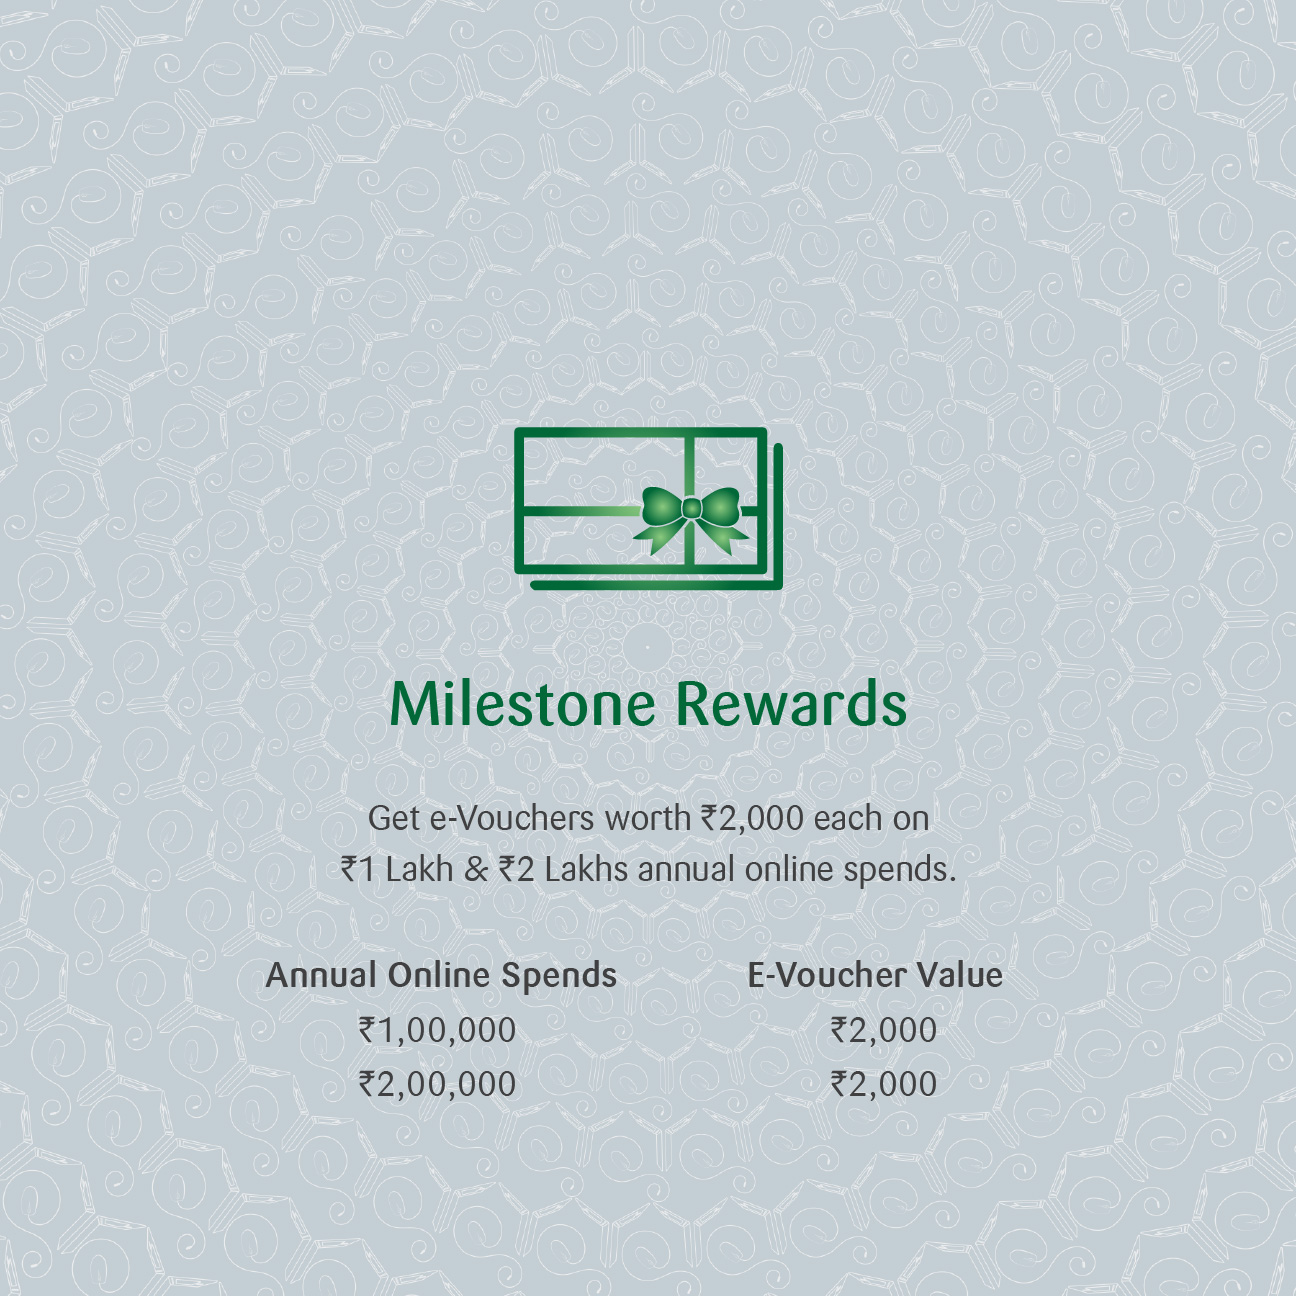 Milestone Rewards
Get e-Vouchers worth ₹2,000 each on
₹1 Lakh & ₹2 Lakhs annual online spends.
Annual Online Spends E-Voucher Value
₹1,00,000 ₹2,000
₹2,00,000 ₹2,000